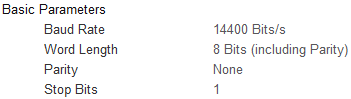 Basic Parameters
Baud Rate 14400 Bits/s
Word Length 8 Bits (including Parity)
Parity None
Stop Bits 1